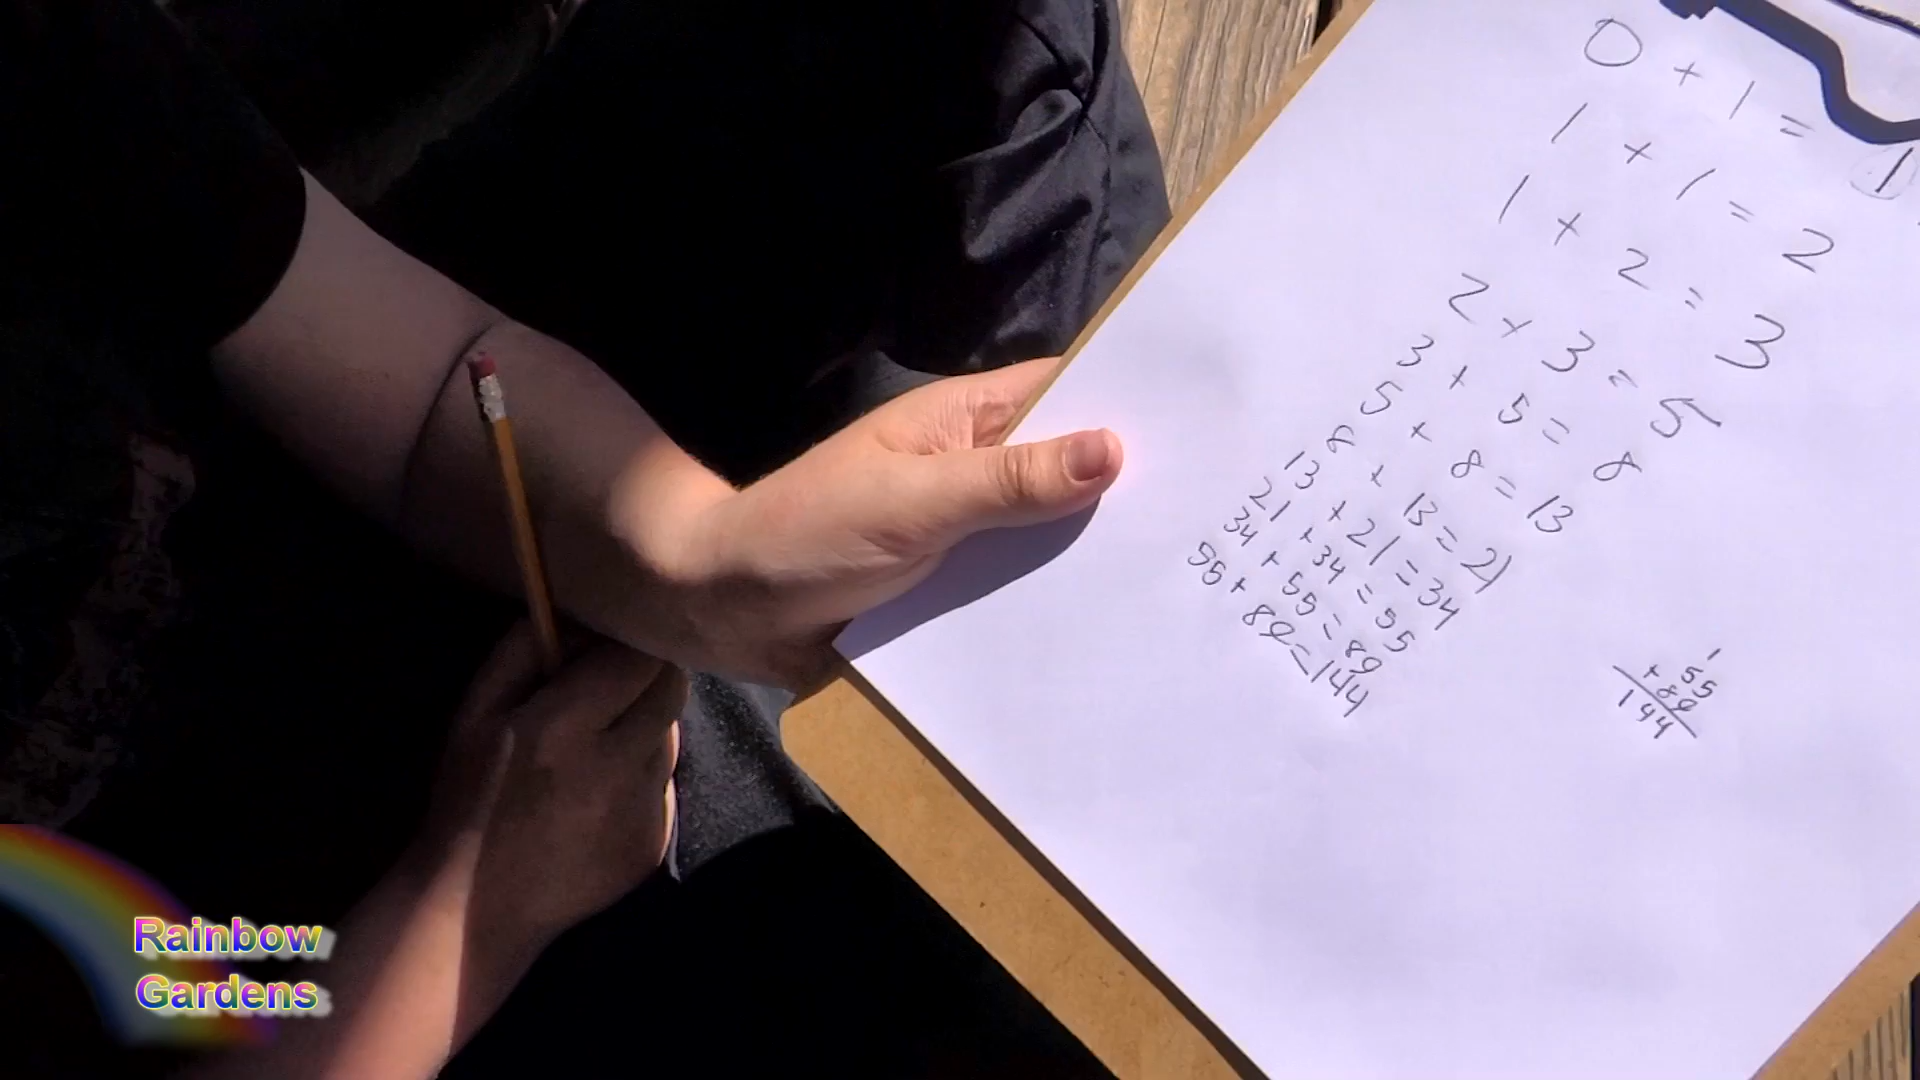 0 + 1 = 1
1 + 1 = 2
1 + 2 = 3
2 + 3 = 5
3 + 5 = 8
5 + 8 = 13
8 + 13 = 21
13 + 21 = 34
21 + 34 = 55
34 + 55 = 89
55 + 89 = 144
1
55
+ 89
144
Rainbow
Gardens